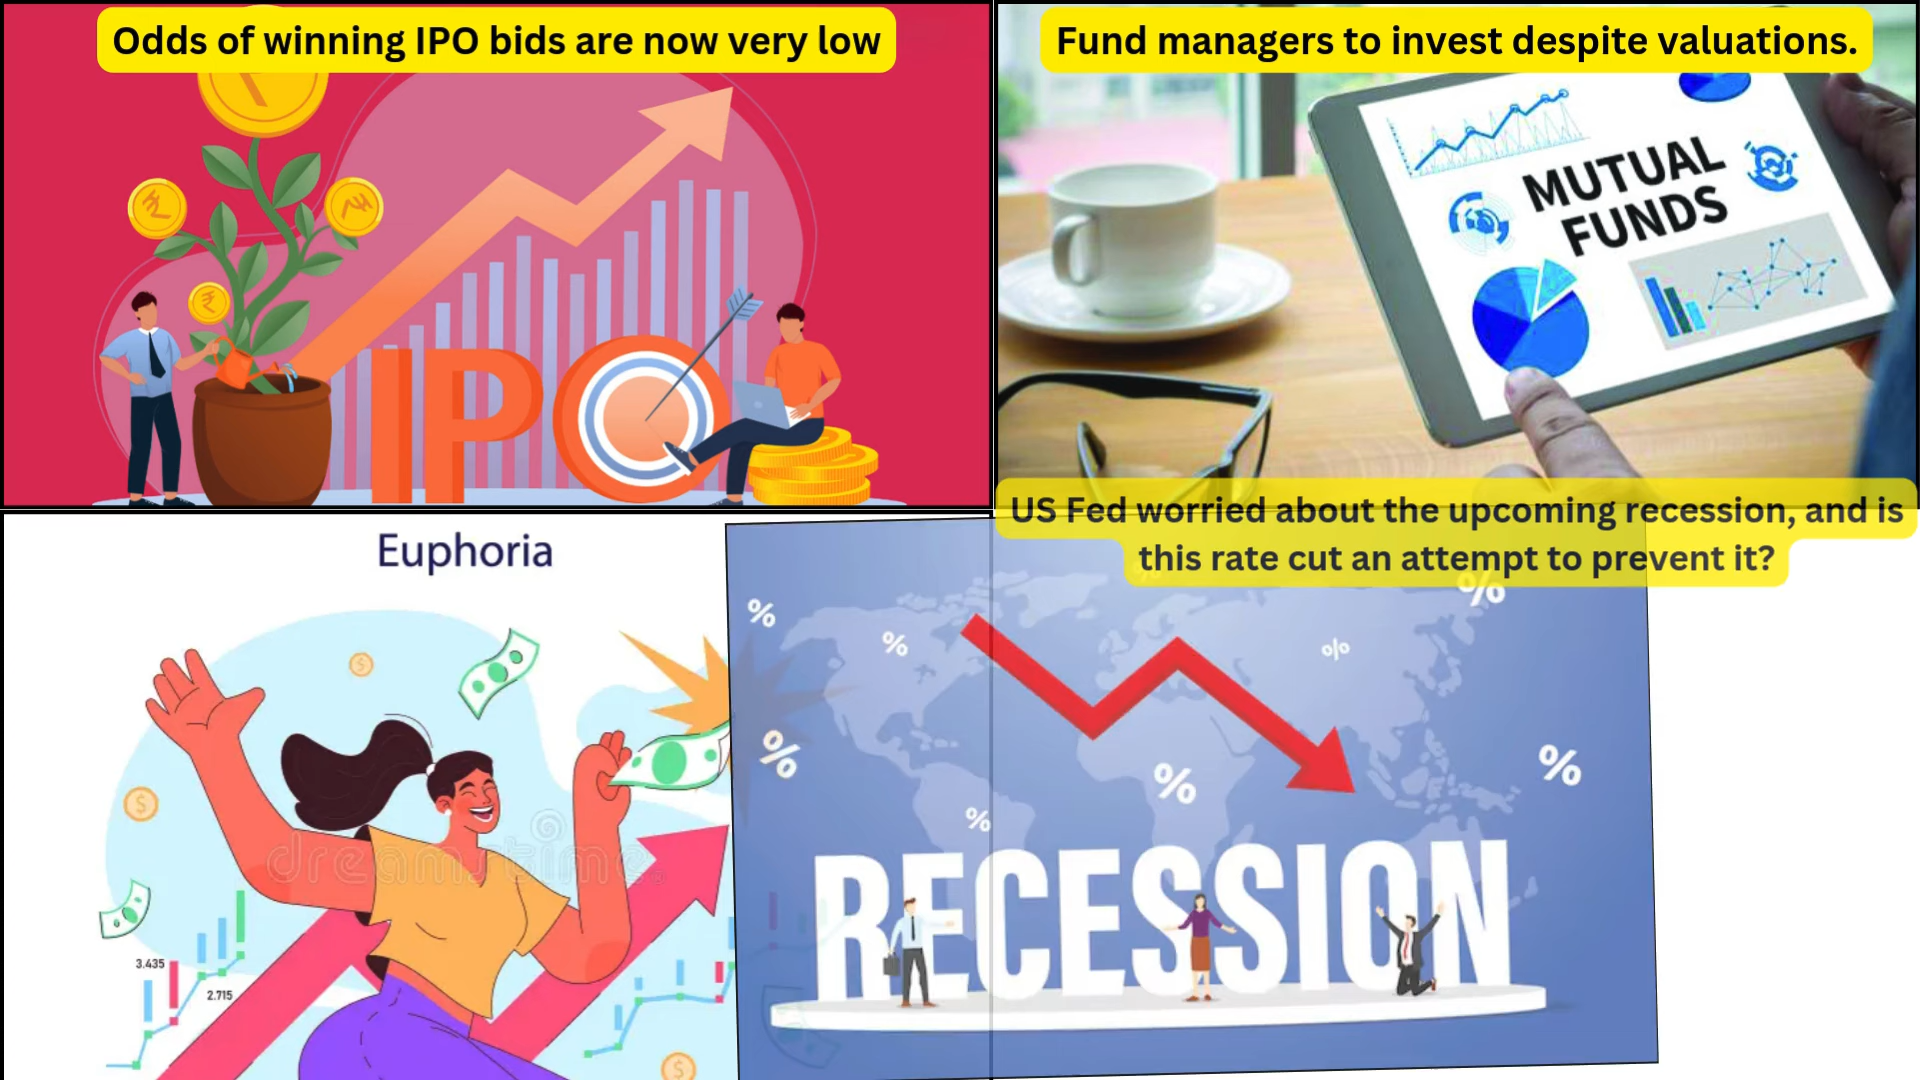 Odds of winning IPO bids are now very low
₹
₹
₹
IPO
Fund managers to invest despite valuations.
MUTUAL
FUNDS
US Fed worried about the upcoming recession, and is
this rate cut an attempt to prevent it?
Euphoria
$
$
3.435
2.715
$
dreamstime.
%
%
%
%
%
%
%
%
RECESSION